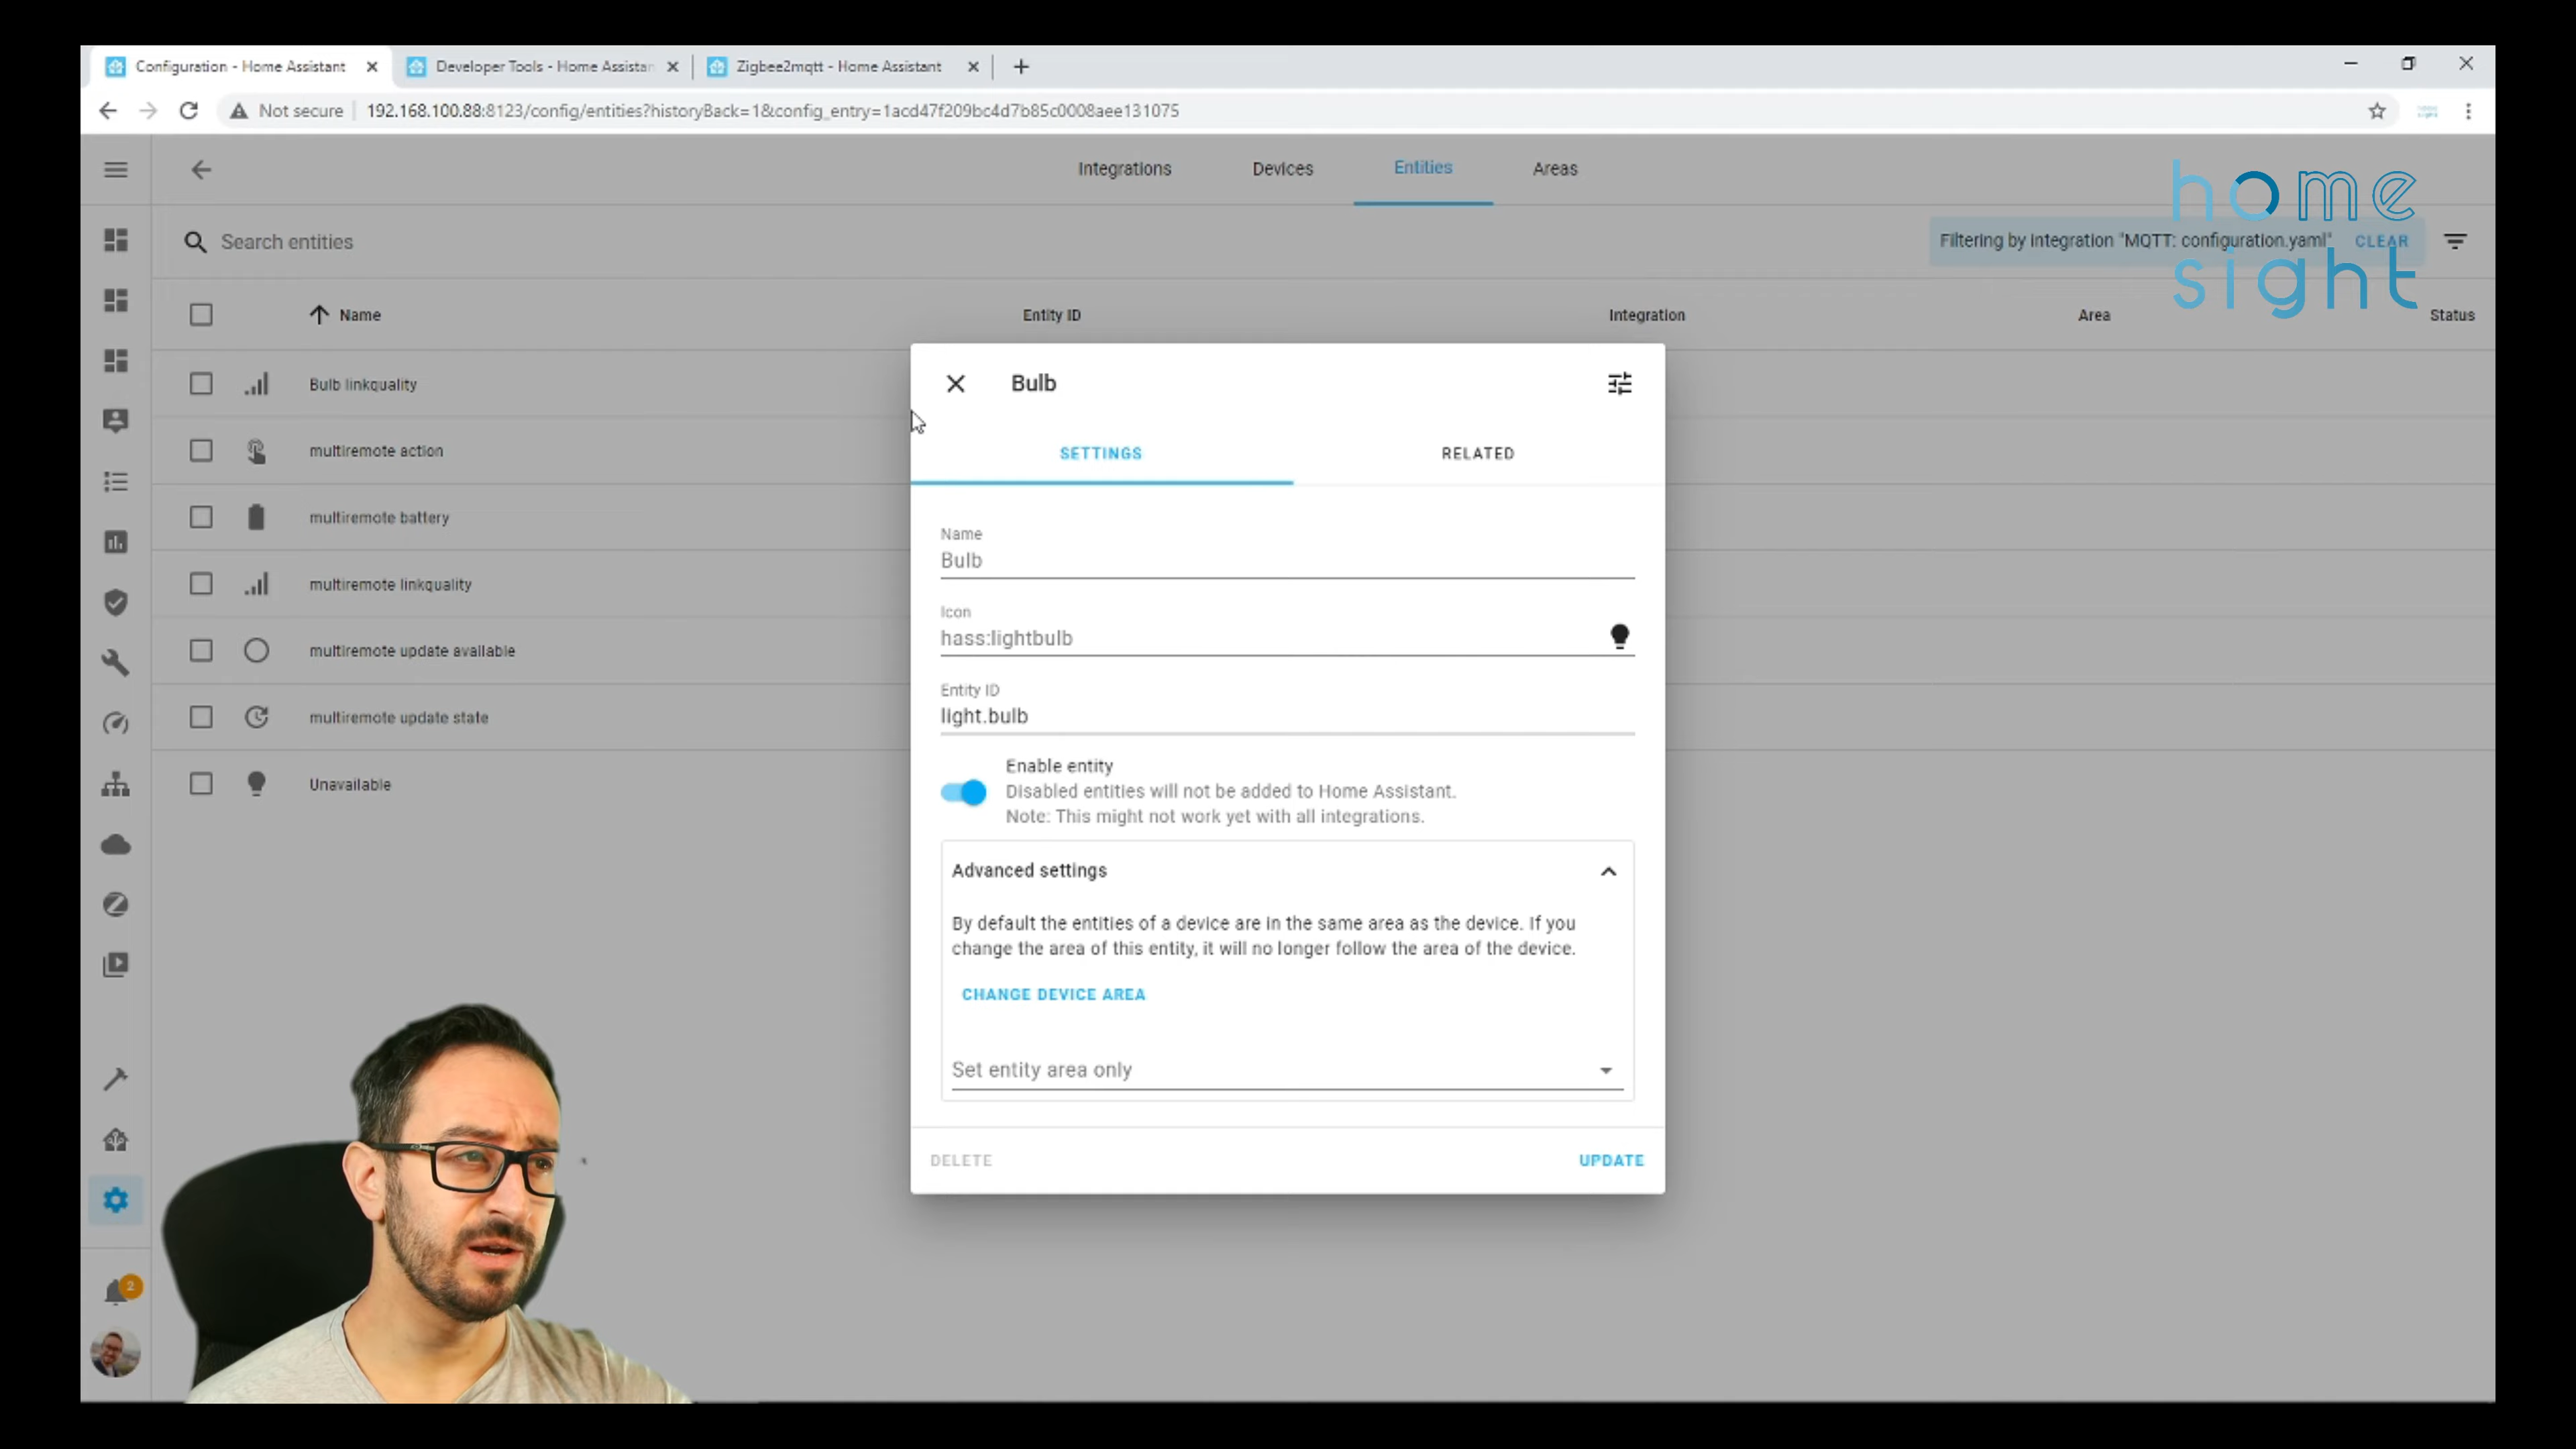 Configuration - Home Assistant
Developer Tools - Home Assistan
Zigbee2mqtt - Home Assistant
Not secure
192.168.100.88:8123/config/entities?historyBack=1&config_entry=1acd47f209bc4d7b85c0008aee131075
Integrations
Devices
Entities
Areas
home
sight
Search entities
Filtering by integration "MQTT: configuration.yaml"
CLEAR
Name
Entity ID
Integration
Area
Status
Bulb linkquality
multiremote action
multiremote battery
multiremote linkquality
multiremote update available
multiremote update state
Unavailable
Bulb
SETTINGS
RELATED
Name
Bulb
Icon
hass:lightbulb
Entity ID
light.bulb
Enable entity
Disabled entities will not be added to Home Assistant.
Note: This might not work yet with all integrations.
Advanced settings
By default the entities of a device are in the same area as the device. If you
change the area of this entity, it will no longer follow the area of the device.
CHANGE DEVICE AREA
Set entity area only
DELETE
UPDATE
2